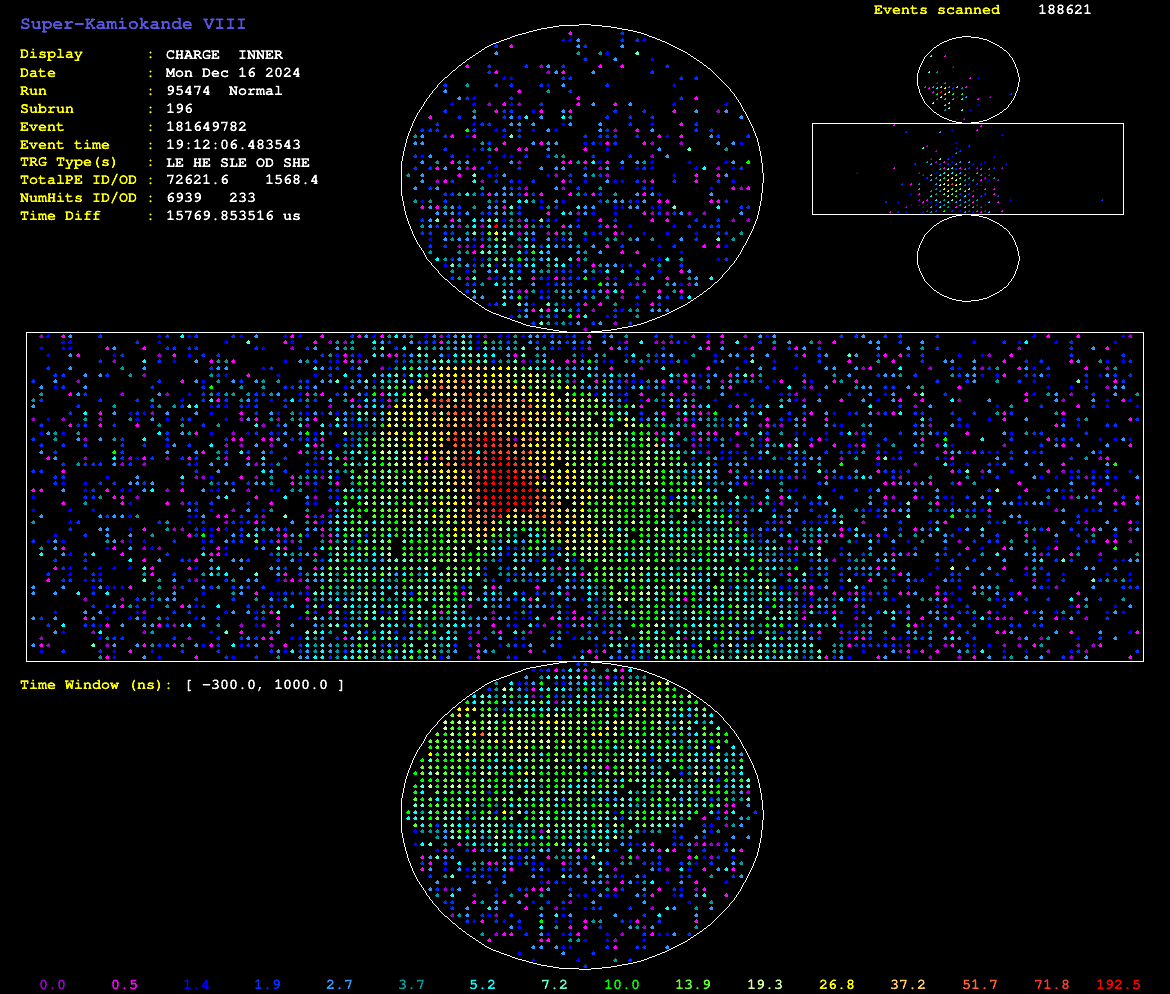 Super-Kamiokande VIII
Events scanned 188621
Display : CHARGE INNER
Date : Mon Dec 16 2024
Run : 95474 Normal
Subrun : 196
Event : 181649782
Event time : 19:12:06.483543
TRG Type(s) : LE HE SLE OD SHE
TotalPE ID/OD : 72621.6 1568.4
NumHits ID/OD : 6939 233
Time Diff : 15769.853516 us
Time Window (ns): [ -300.0, 1000.0 ]
0.0 0.5 1.4 1.9 2.7 3.7 5.2 7.2 10.0 13.9 19.3 26.8 37.2 51.7 71.8 192.5